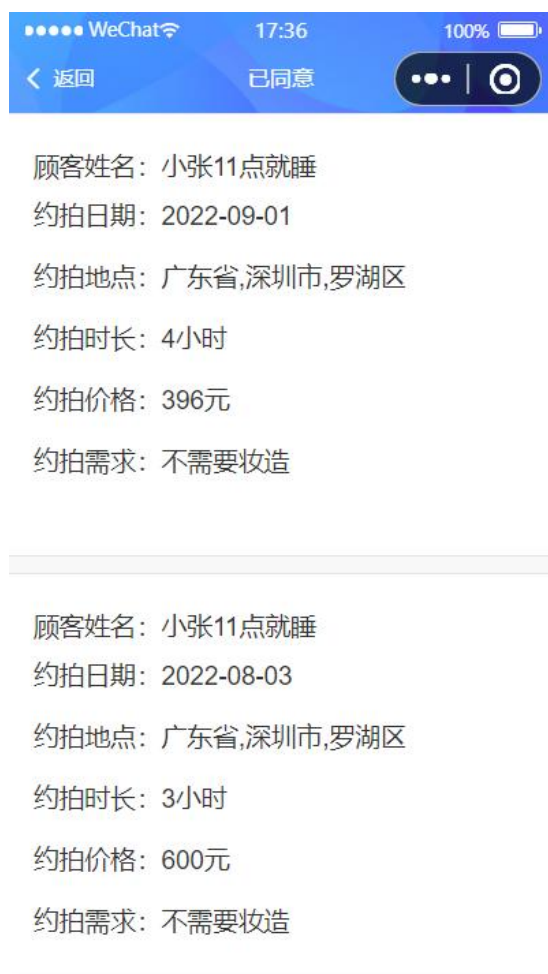 WeChat 17:36 100%
返回 已同意
顾客姓名：小张11点就睡
约拍日期：2022-09-01
约拍地点：广东省,深圳市,罗湖区
约拍时长：4小时
约拍价格：396元
约拍需求：不需要妆造
顾客姓名：小张11点就睡
约拍日期：2022-08-03
约拍地点：广东省,深圳市,罗湖区
约拍时长：3小时
约拍价格：600元
约拍需求：不需要妆造